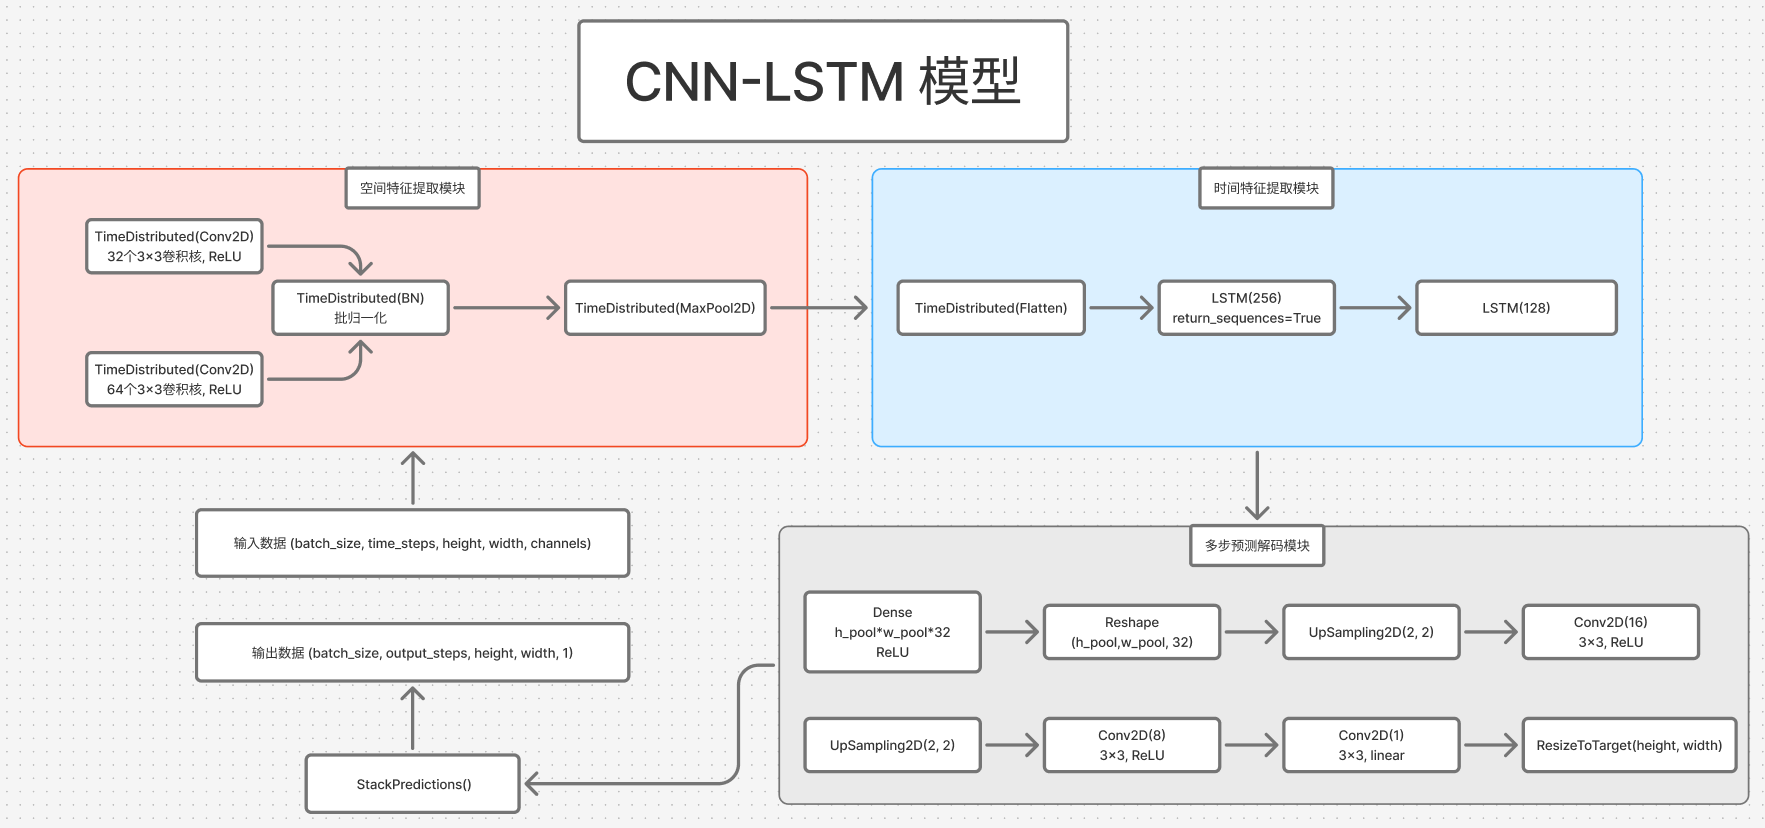 CNN-LSTM 模型
空间特征提取模块
TimeDistributed(Conv2D)
32个3×3卷积核, ReLU
TimeDistributed(BN)
批归一化
TimeDistributed(MaxPool2D)
TimeDistributed(Conv2D)
64个3×3卷积核, ReLU
时间特征提取模块
TimeDistributed(Flatten)
LSTM(256)
return_sequences=True
LSTM(128)
输入数据 (batch_size, time_steps, height, width, channels)
输出数据 (batch_size, output_steps, height, width, 1)
StackPredictions()
多步预测解码模块
Dense
h_pool*w_pool*32
ReLU
Reshape
(h_pool,w_pool, 32)
UpSampling2D(2, 2)
Conv2D(16)
3×3, ReLU
UpSampling2D(2, 2)
Conv2D(8)
3×3, ReLU
Conv2D(1)
3×3, linear
ResizeToTarget(height, width)